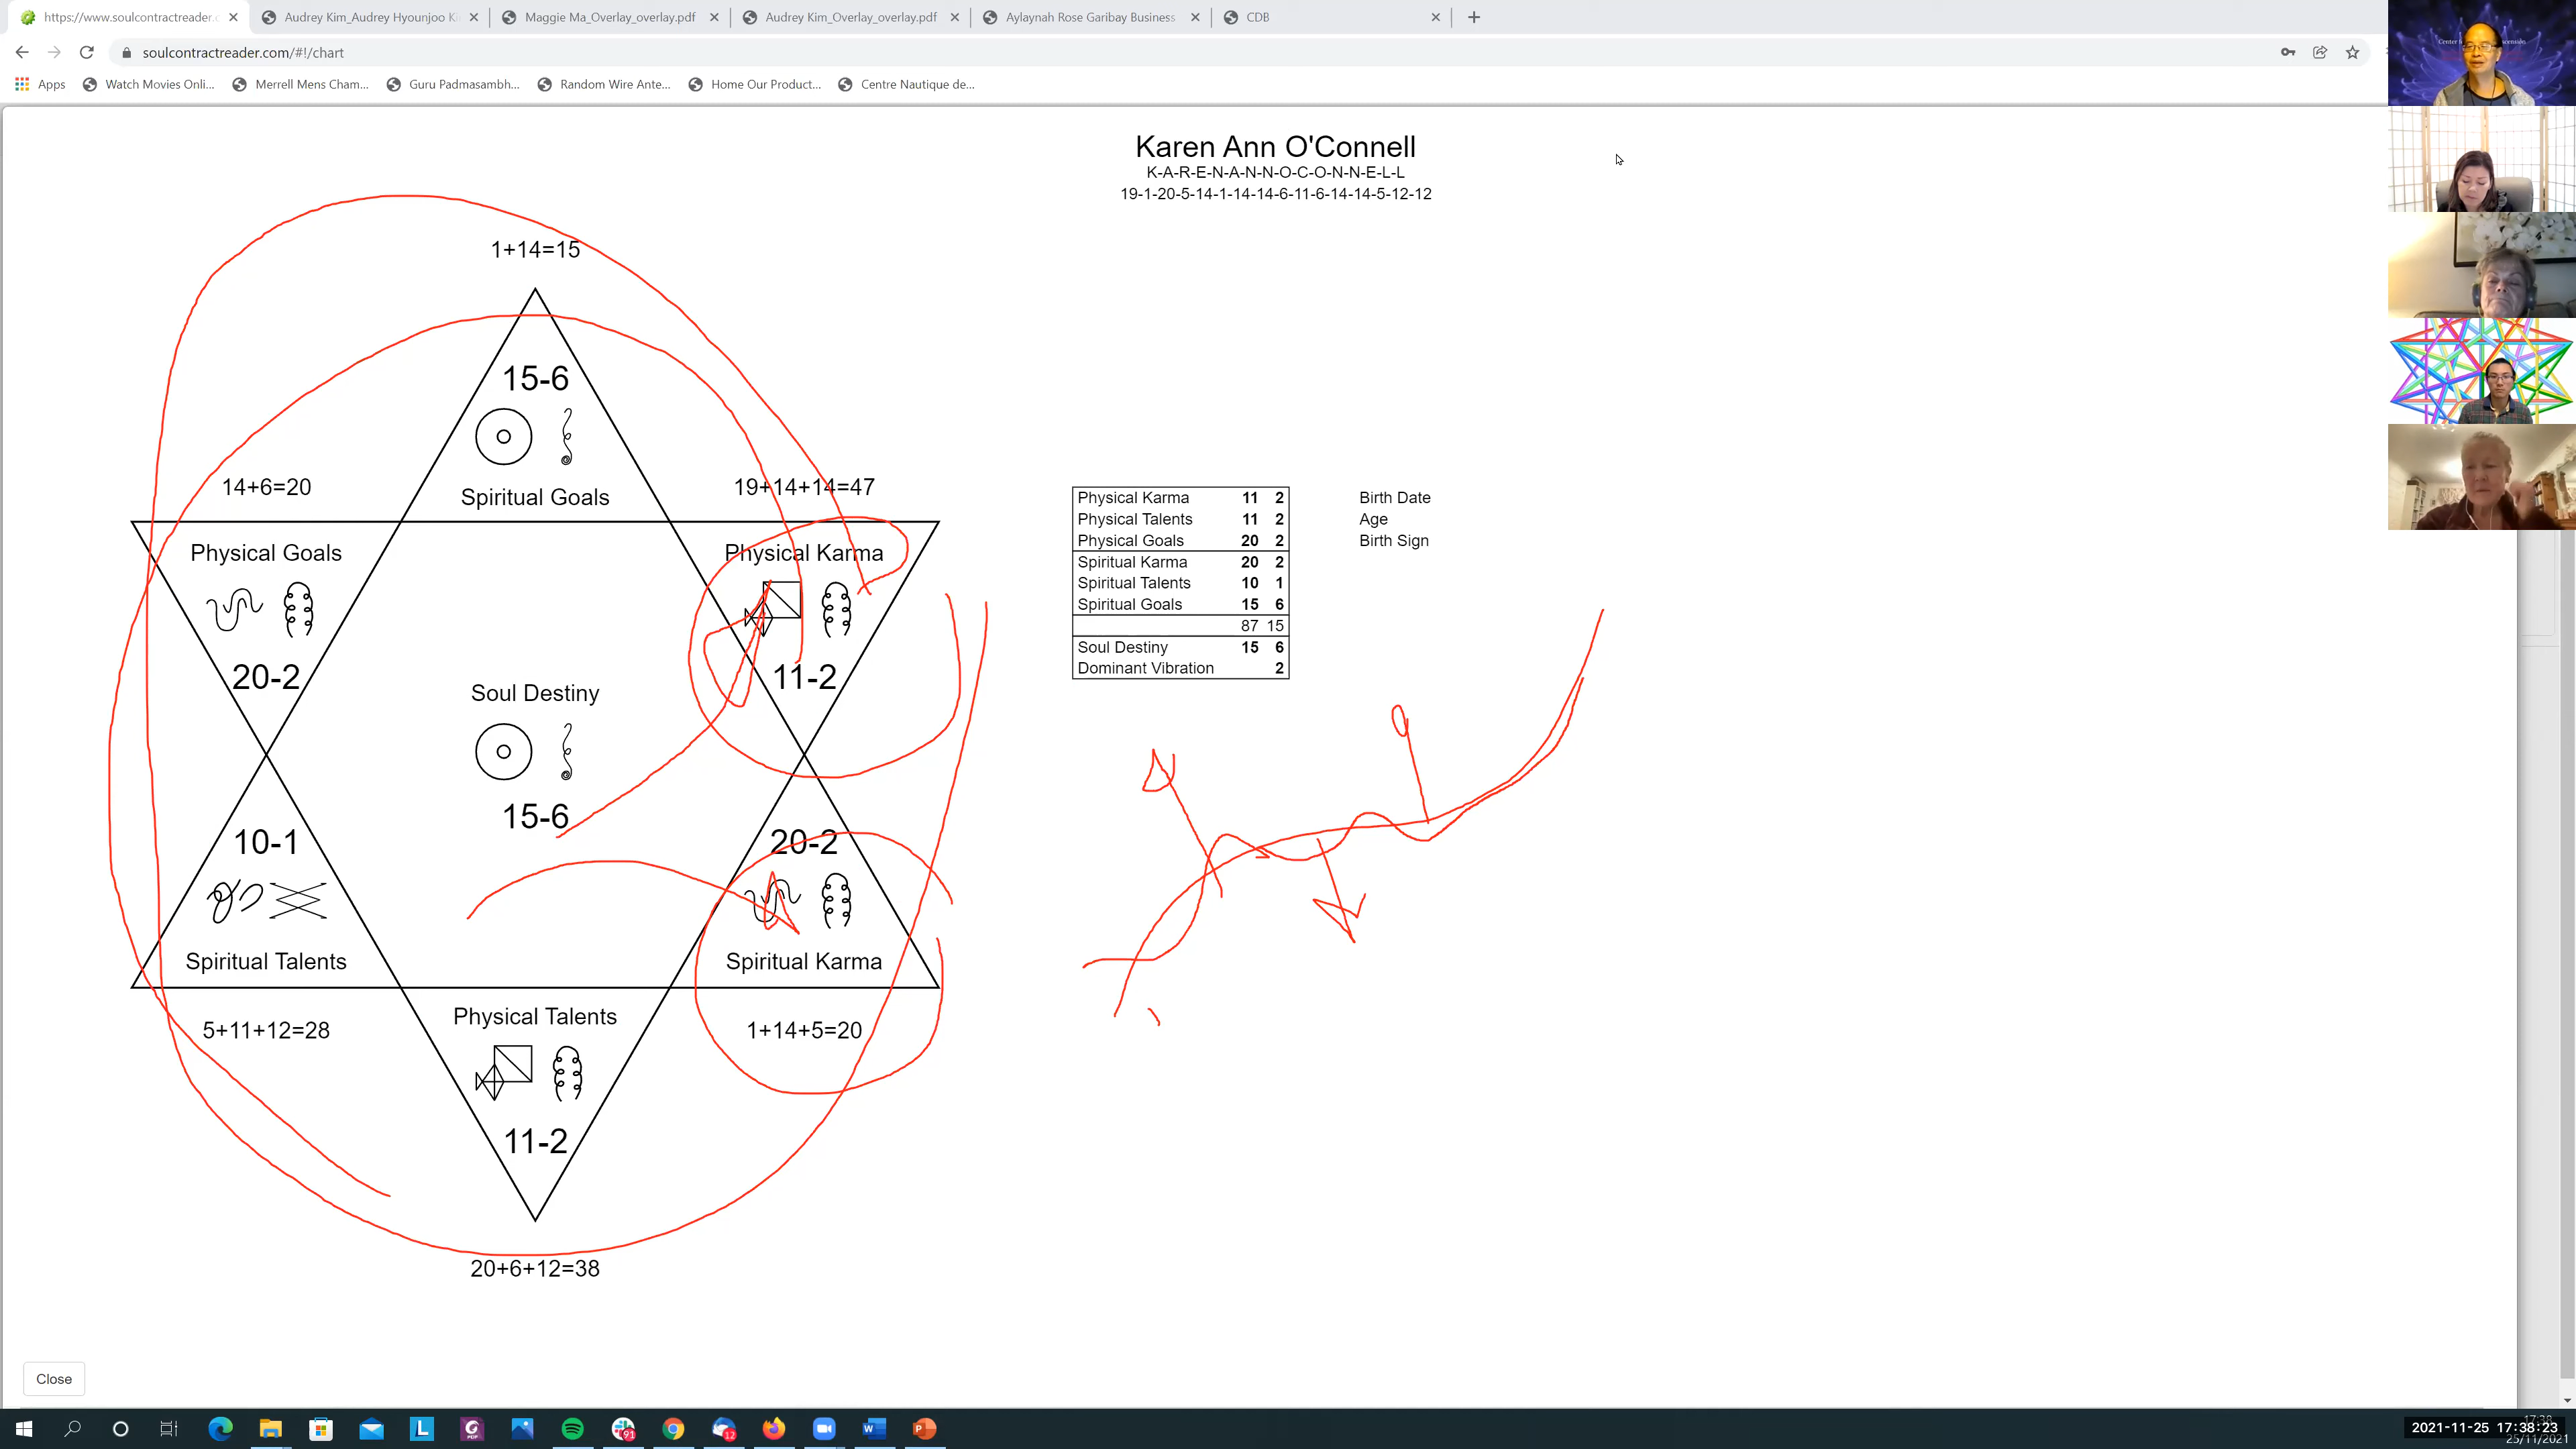 https://www.soulcontractreader.c
Audrey Kim_Audrey Hyounjoo Ki
Maggie Ma_Overlay_overlay.pdf
Audrey Kim_Overlay_overlay.pdf
Aylaynah Rose Garibay Business
CDB
soulcontractreader.com/#!/chart
Apps
Watch Movies Onli...
Merrell Mens Cham...
Guru Padmasambh...
Random Wire Ante...
Home Our Product...
Centre Nautique de...
Karen Ann O'Connell
K-A-R-E-N-A-N-N-O-C-O-N-N-E-L-L
19-1-20-5-14-1-14-14-6-11-6-14-14-5-12-12
1+14=15
15-6
Spiritual Goals
14+6=20
19+14+14=47
Physical Goals
20-2
Physical Karma
11-2
Soul Destiny
15-6
10-1
Spiritual Talents
5+11+12=28
20-2
Spiritual Karma
1+14+5=20
Physical Talents
11-2
20+6+12=38
Physical Karma 11 2
Physical Talents 11 2
Physical Goals 20 2
Spiritual Karma 20 2
Spiritual Talents 10 1
Spiritual Goals 15 6
87 15
Soul Destiny 15 6
Dominant Vibration 2
Birth Date
Age
Birth Sign
Close
91
12
2021-11-25 17:38:23
25/11/2021